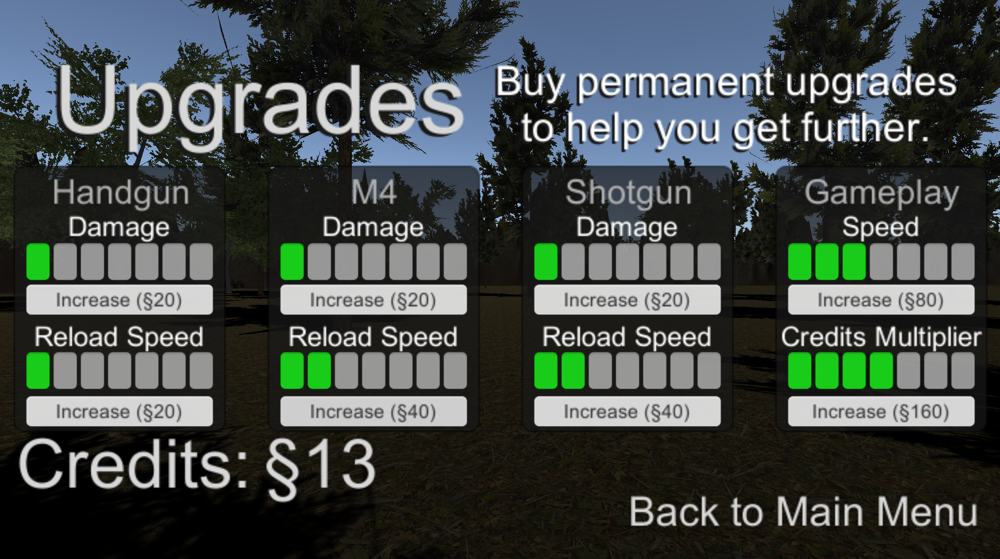 Upgrades
Buy permanent upgrades
to help you get further.
Handgun
Damage
Increase (§20)
Reload Speed
Increase (§20)
M4
Damage
Increase (§20)
Reload Speed
Increase (§40)
Shotgun
Damage
Increase (§20)
Reload Speed
Increase (§40)
Gameplay
Speed
Increase (§80)
Credits Multiplier
Increase (§160)
Credits: §13
Back to Main Menu